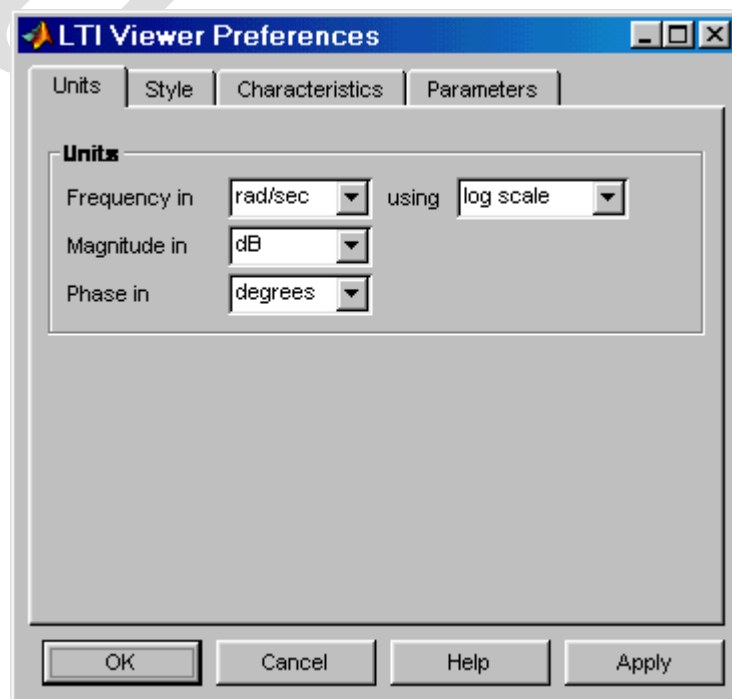 LTI Viewer Preferences
Units Style Characteristics Parameters
Units
Frequency in rad/sec using log scale
Magnitude in dB
Phase in degrees
OK Cancel Help Apply